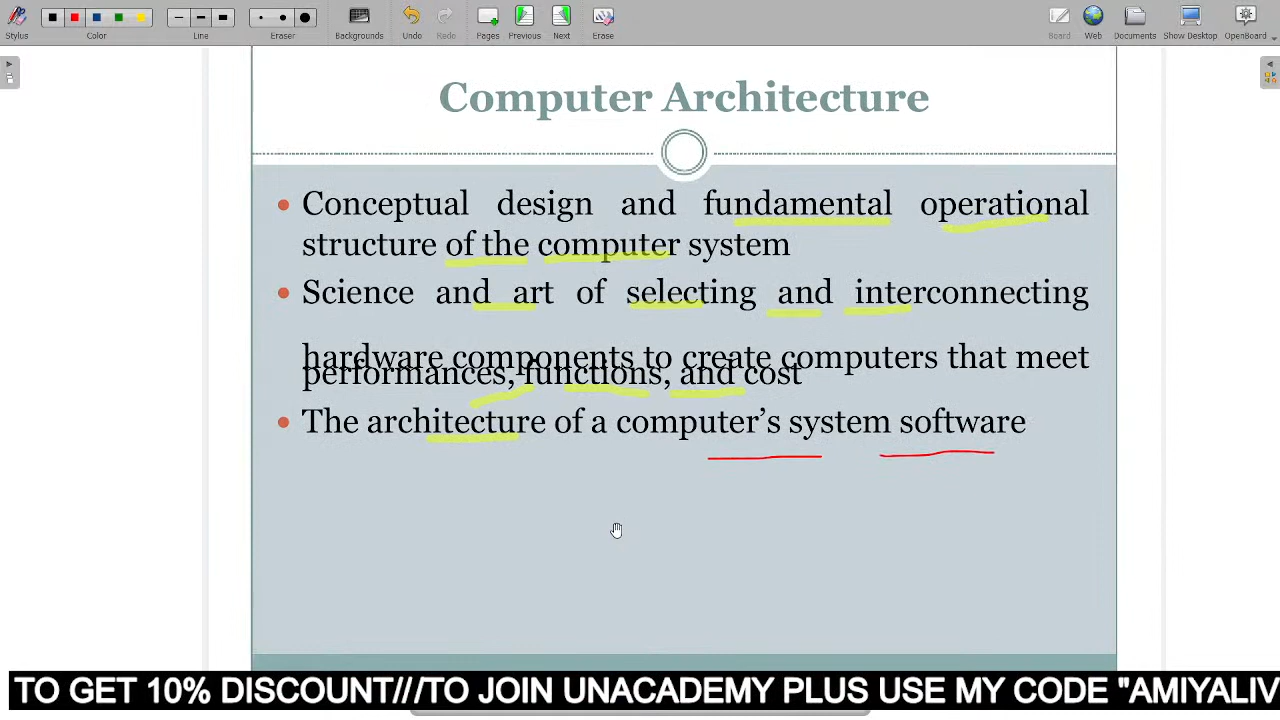 Stylus
Color
Line
Eraser
Backgrounds
Undo
Redo
Pages
Previous
Next
Erase
Board
Web
Documents
Show Desktop
OpenBoard
Computer Architecture
Conceptual design and fundamental operational
structure of the computer system
Science and art of selecting and interconnecting
hardware components to create computers that meet
performances, functions, and cost
The architecture of a computer’s system software
TO GET 10% DISCOUNT///TO JOIN UNACADEMY PLUS USE MY CODE "AMIYALIV